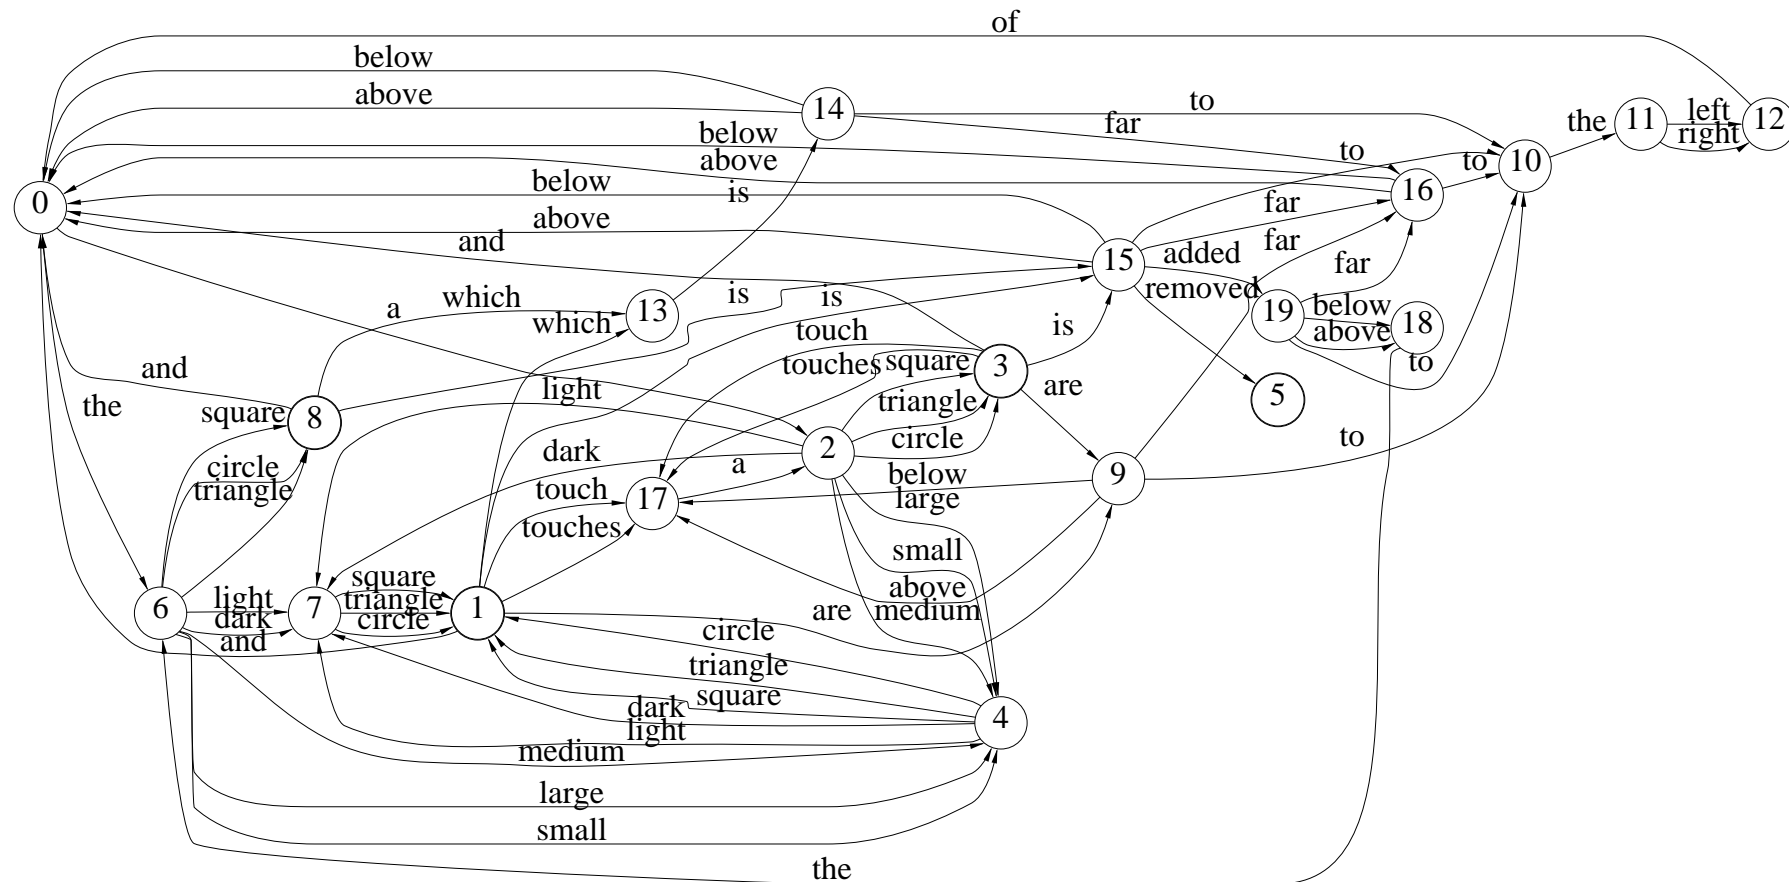 of
below
above
14
to
far
the
11
left
right
12
below
above
is
to
to
10
0
below
above
and
far
16
15
added
far
removed
far
a
which
13
which
is
is
touch
touches
square
3
is
19
below
above
18
to
and
the
square
8
light
triangle
are
5
circle
triangle
dark
touch
touches
17
a
2
circle
below
large
9
to
small
above
medium
are
6
light
dark
and
7
square
triangle
circle
1
circle
triangle
square
dark
light
4
medium
large
small
the